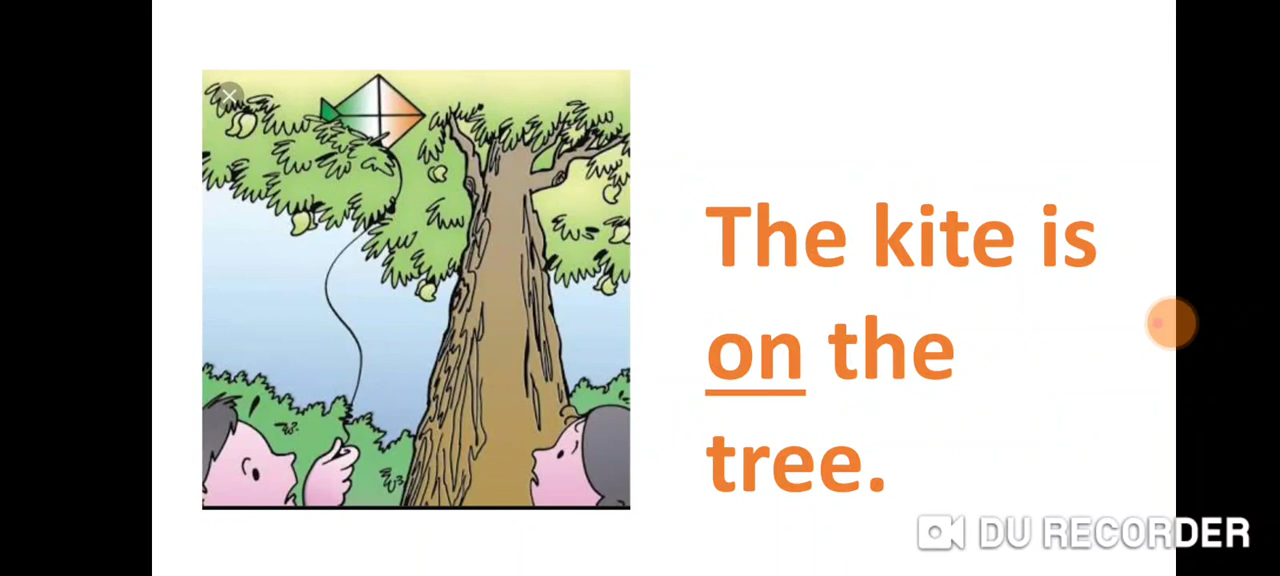 The kite is
on the
tree.
DU RECORDER